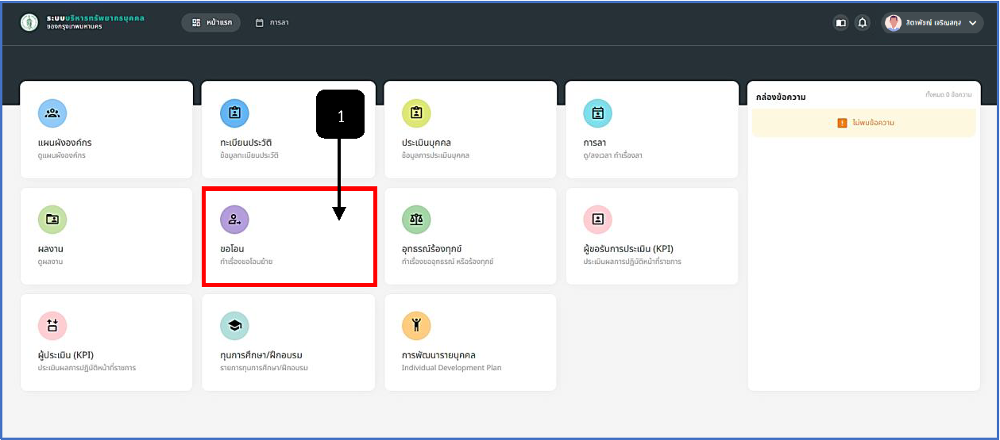 ระบบบริหารทรัพยากรบุคคล
ของกรุงเทพมหานคร
หน้าแรก
การลา
สิตาพัชญ์ เจริญสกุล
1
แผนผังองค์กร
ดูแผนผังองค์กร
ทะเบียนประวัติ
ข้อมูลทะเบียนประวัติ
ประเมินบุคคล
ข้อมูลการประเมินบุคคล
การลา
ดู/ลงเวลา ทำเรื่องลา
กล่องข้อความ
ทั้งหมด 0 ข้อความ
ไม่พบข้อความ
ผลงาน
ดูผลงาน
ขอโอน
ทำเรื่องขอโอนย้าย
อุทธรณ์ร้องทุกข์
ทำเรื่องขออุทธรณ์ หรือร้องทุกข์
ผู้ขอรับการประเมิน (KPI)
ประเมินผลการปฏิบัติหน้าที่ราชการ
ผู้ประเมิน (KPI)
ประเมินผลการปฏิบัติหน้าที่ราชการ
ทุนการศึกษา/ฝึกอบรม
รายการทุนการศึกษา/ฝึกอบรม
การพัฒนารายบุคคล
Individual Development Plan